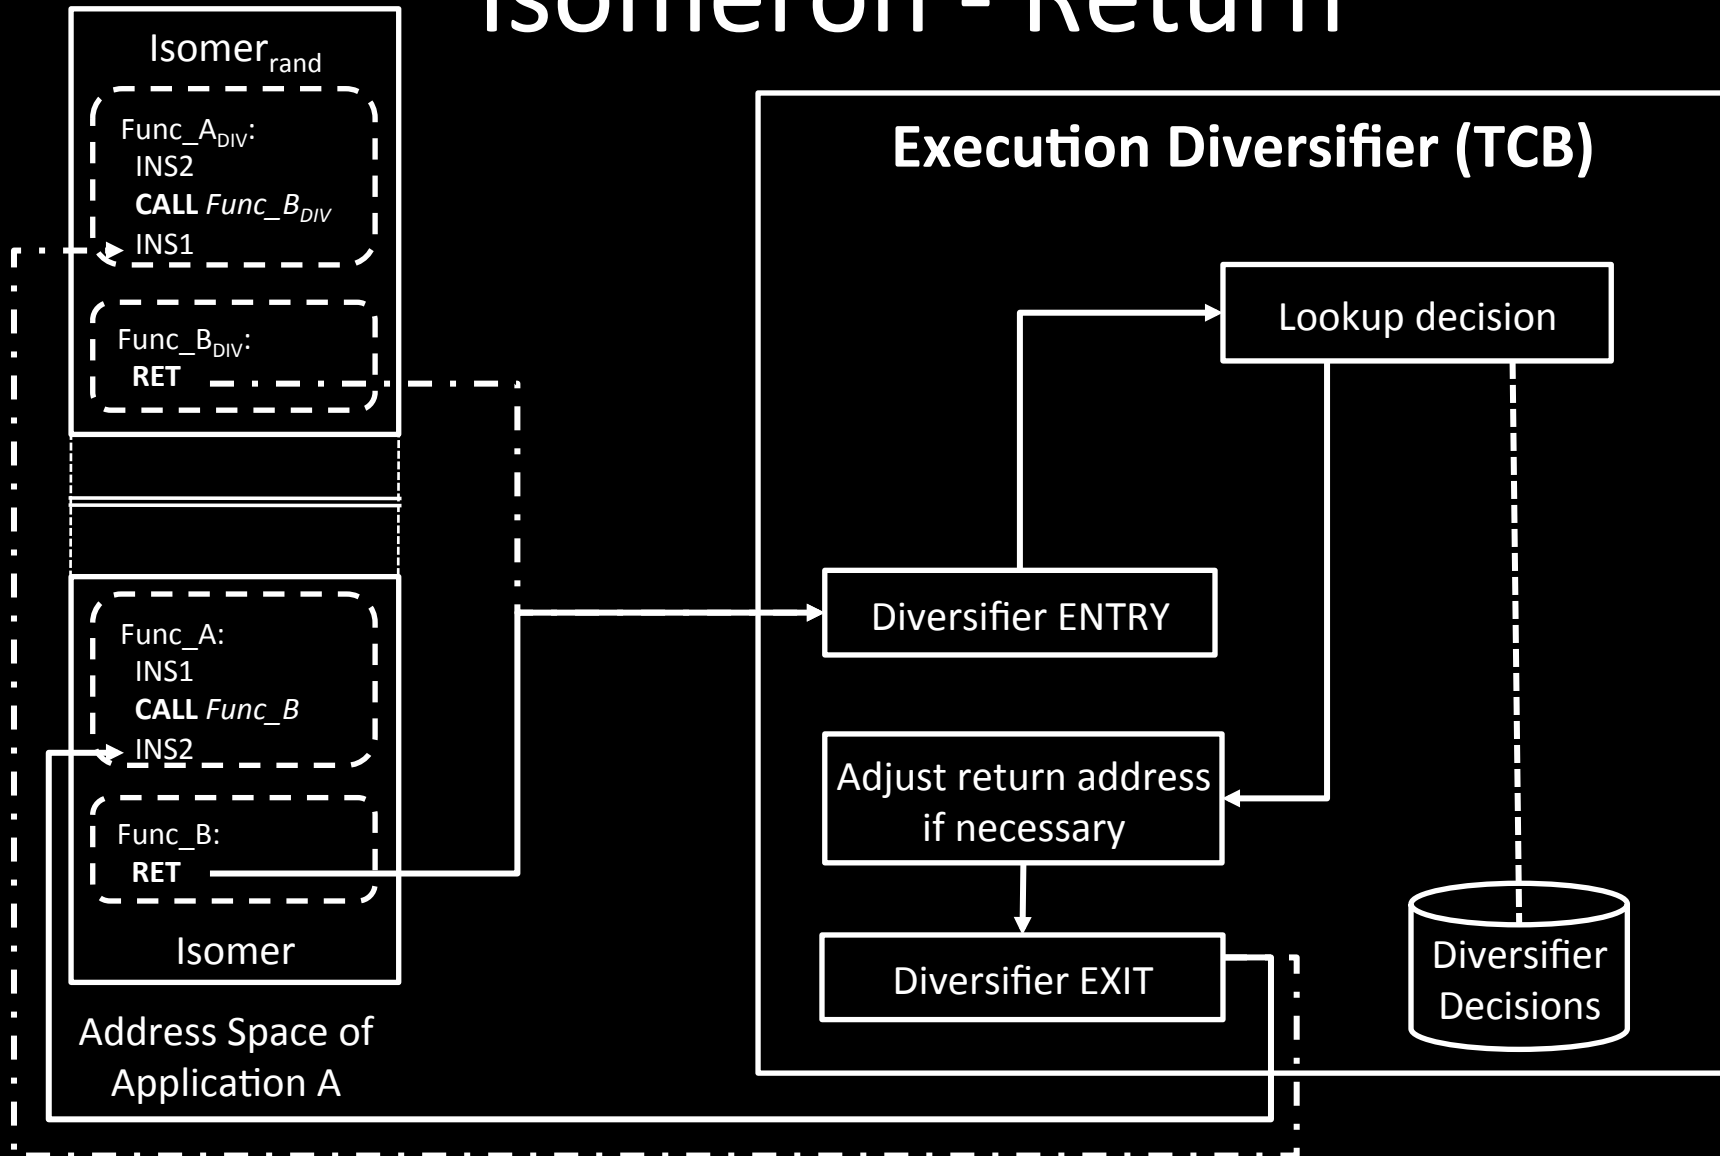 Isomeron - Return
Isomer_rand
Func_A_DIV:
INS2
CALL Func_B_DIV
INS1
Func_B_DIV:
RET
Func_A:
INS1
CALL Func_B
INS2
Func_B:
RET
Isomer
Address Space of
Application A
Execution Diversifier (TCB)
Lookup decision
Diversifier ENTRY
Adjust return address
if necessary
Diversifier EXIT
Diversifier
Decisions